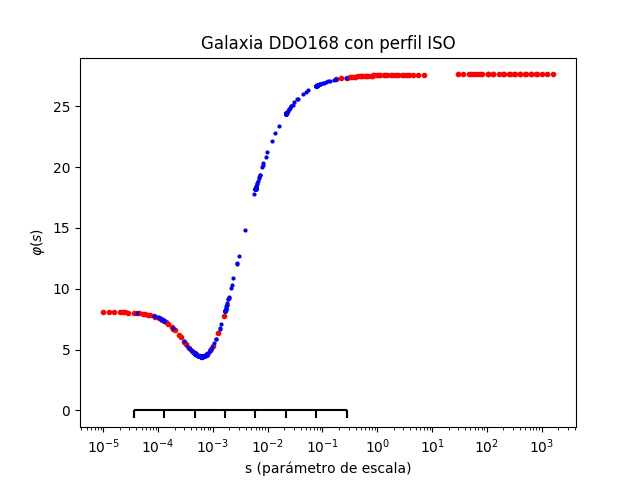 Galaxia DDO168 con perfil ISO
φ(s)
25
20
15
10
5
0
10⁻⁵ 10⁻⁴ 10⁻³ 10⁻² 10⁻¹ 10⁰ 10¹ 10² 10³
s (parámetro de escala)